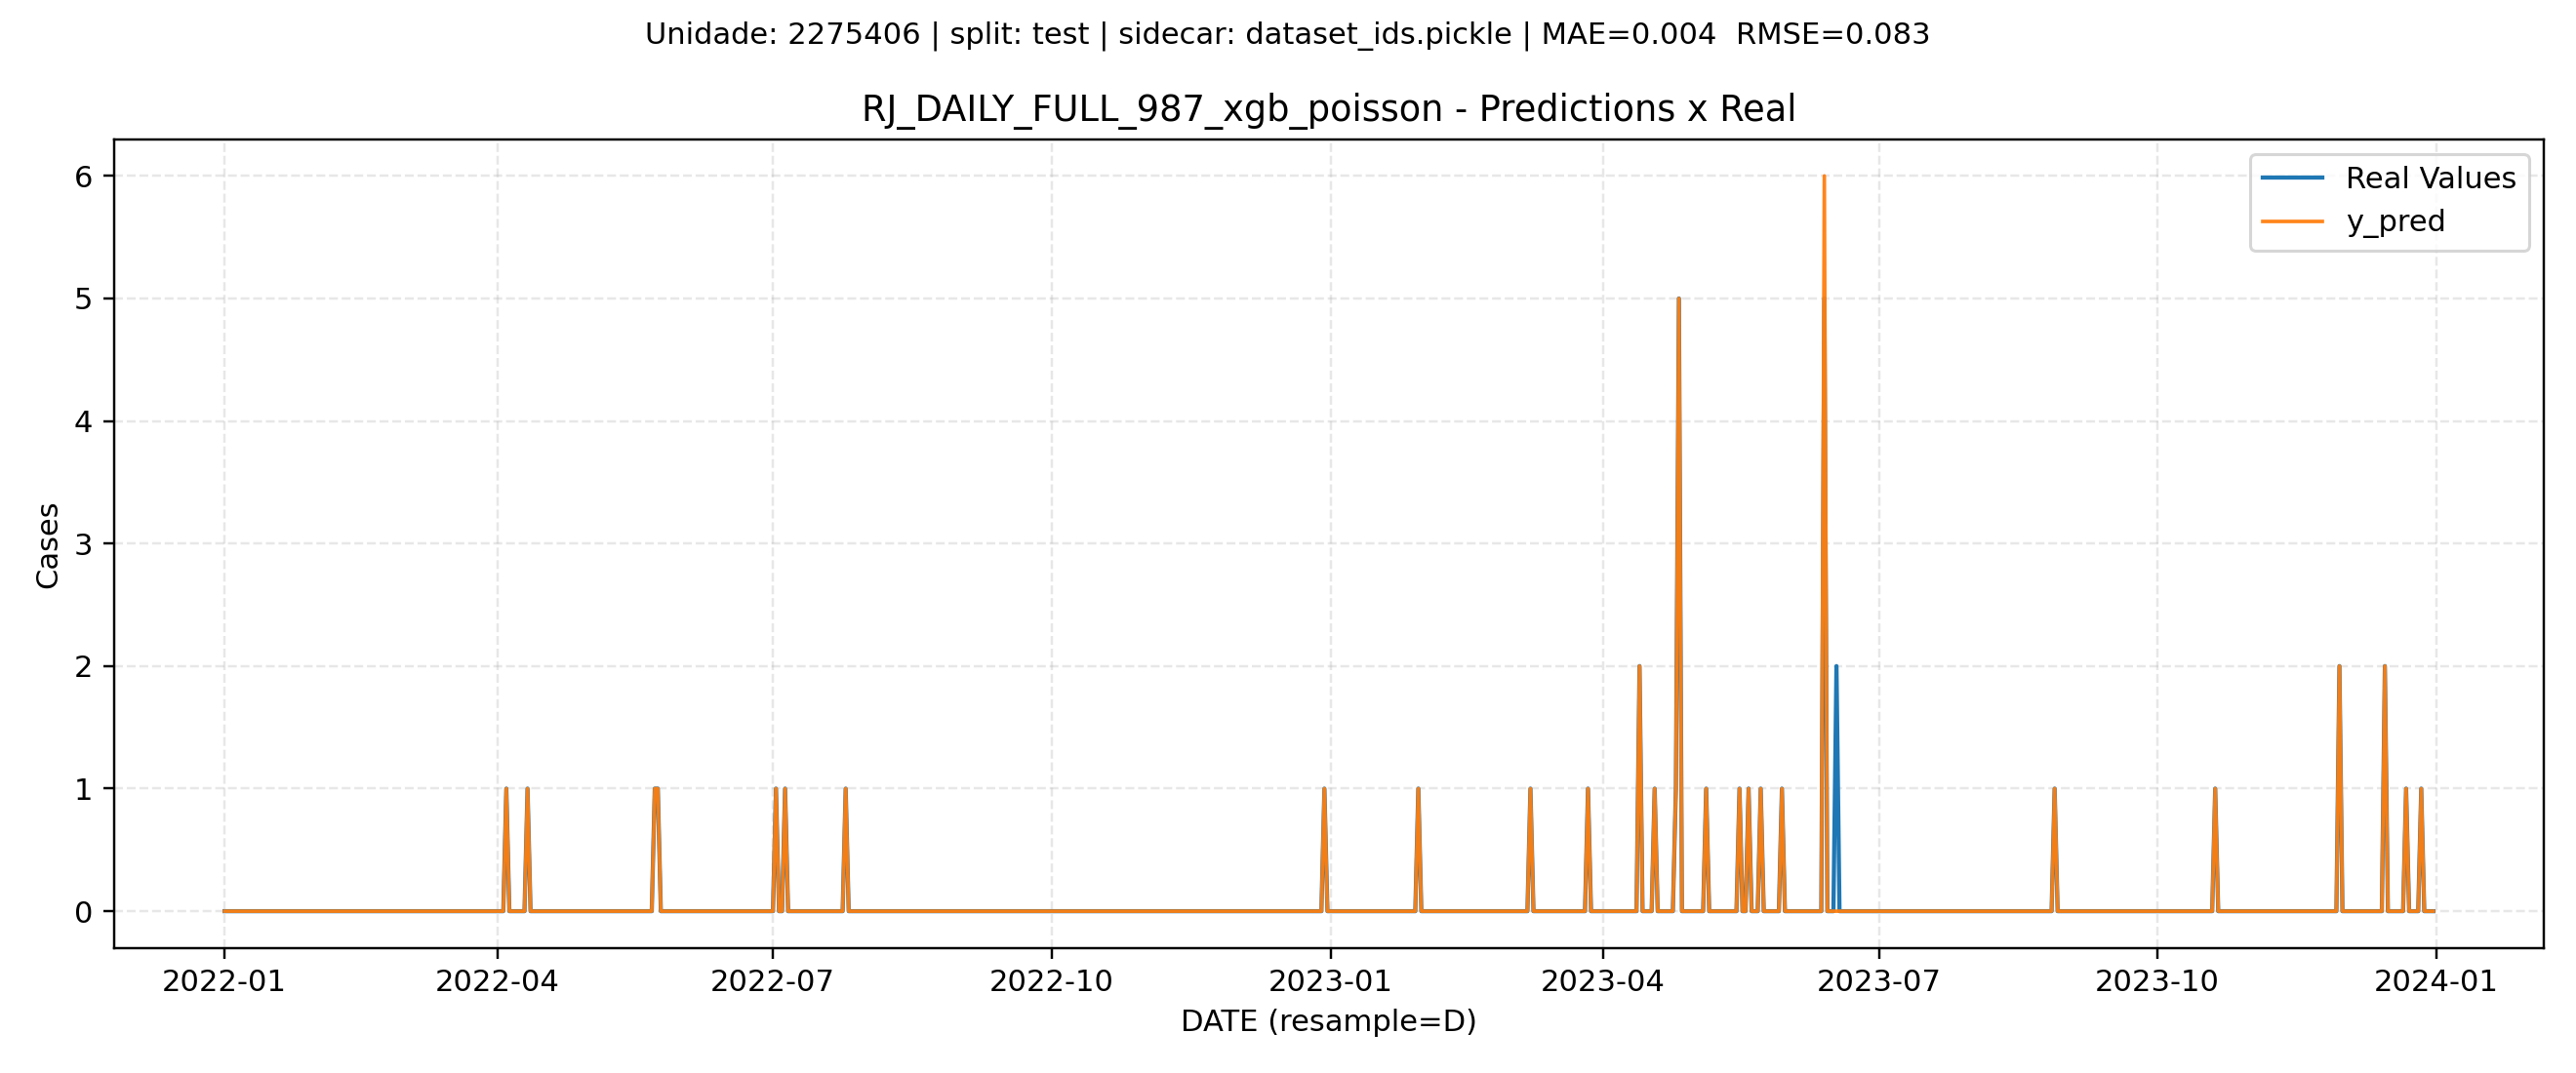 Unidade: 2275406 | split: test | sidecar: dataset_ids.pickle | MAE=0.004  RMSE=0.083
RJ_DAILY_FULL_987_xgb_poisson - Predictions x Real
Real Values
y_pred
6
5
4
3
2
1
0
Cases
2022-01 2022-04 2022-07 2022-10 2023-01 2023-04 2023-07 2023-10 2024-01
DATE (resample=D)